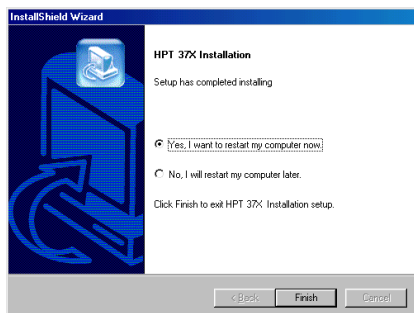 InstallShield Wizard
HPT 37X Installation
Setup has completed installing
Yes, I want to restart my computer now.
No, I will restart my computer later.
Click Finish to exit HPT 37X Installation setup.
< Back
Finish
Cancel